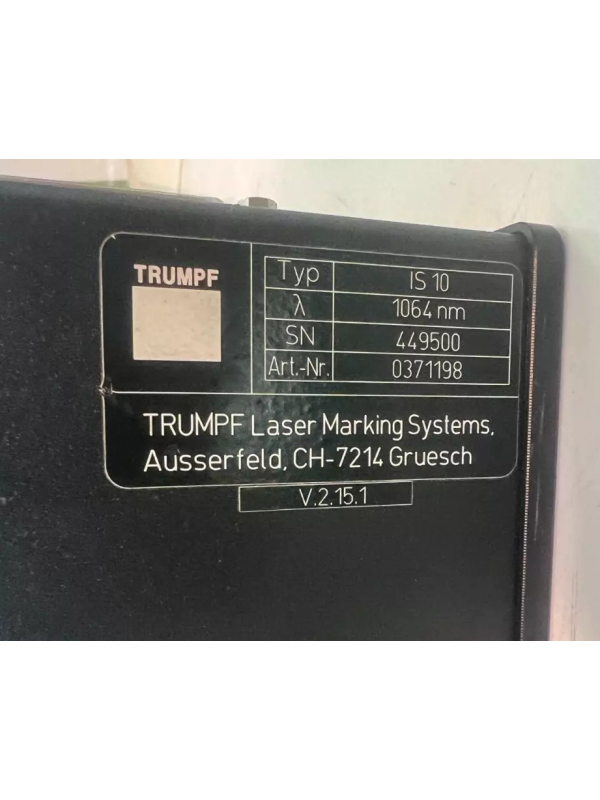 TRUMPF
Typ IS 10
λ 1064 nm
SN 449500
Art.-Nr. 0371198
TRUMPF Laser Marking Systems,
Ausserfeld, CH-7214 Gruesch
V.2.15.1